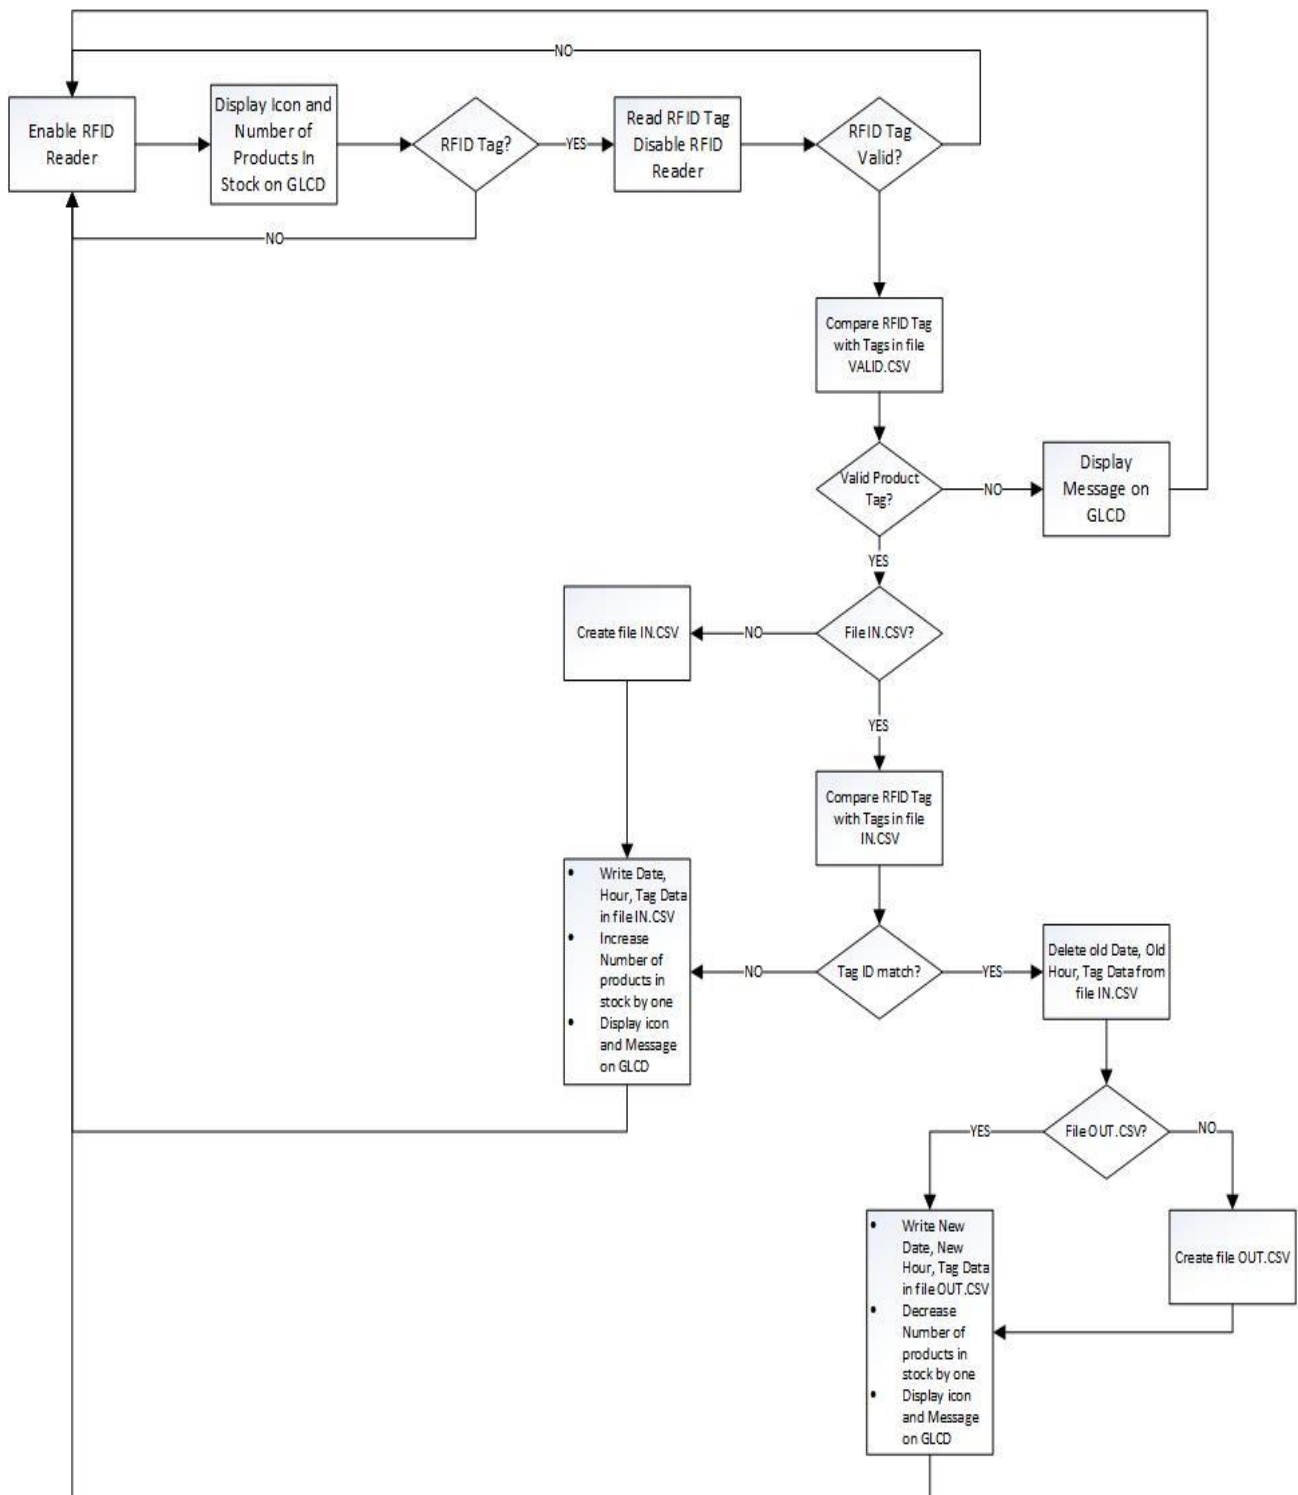 NO
Enable RFID
Reader
Display Icon and
Number of
Products In
Stock on GLCD
RFID Tag?
YES
Read RFID Tag
Disable RFID
Reader
RFID Tag
Valid?
NO
Compare RFID Tag
with Tags in file
VALID.CSV
Valid Product
Tag?
NO
Display
Message on
GLCD
YES
Create file IN.CSV
NO
File IN.CSV?
YES
Compare RFID Tag
with Tags in file
IN.CSV
• Write Date,
Hour, Tag Data
in file IN.CSV
• Increase
Number of
products in
stock by one
• Display icon
and Message
on GLCD
NO
Tag ID match?
YES
Delete old Date, Old
Hour, Tag Data from
file IN.CSV
YES
File OUT.CSV?
NO
• Write New
Date, New
Hour, Tag Data
in file OUT.CSV
• Decrease
Number of
products in
stock by one
• Display icon
and Message
on GLCD
Create file OUT.CSV